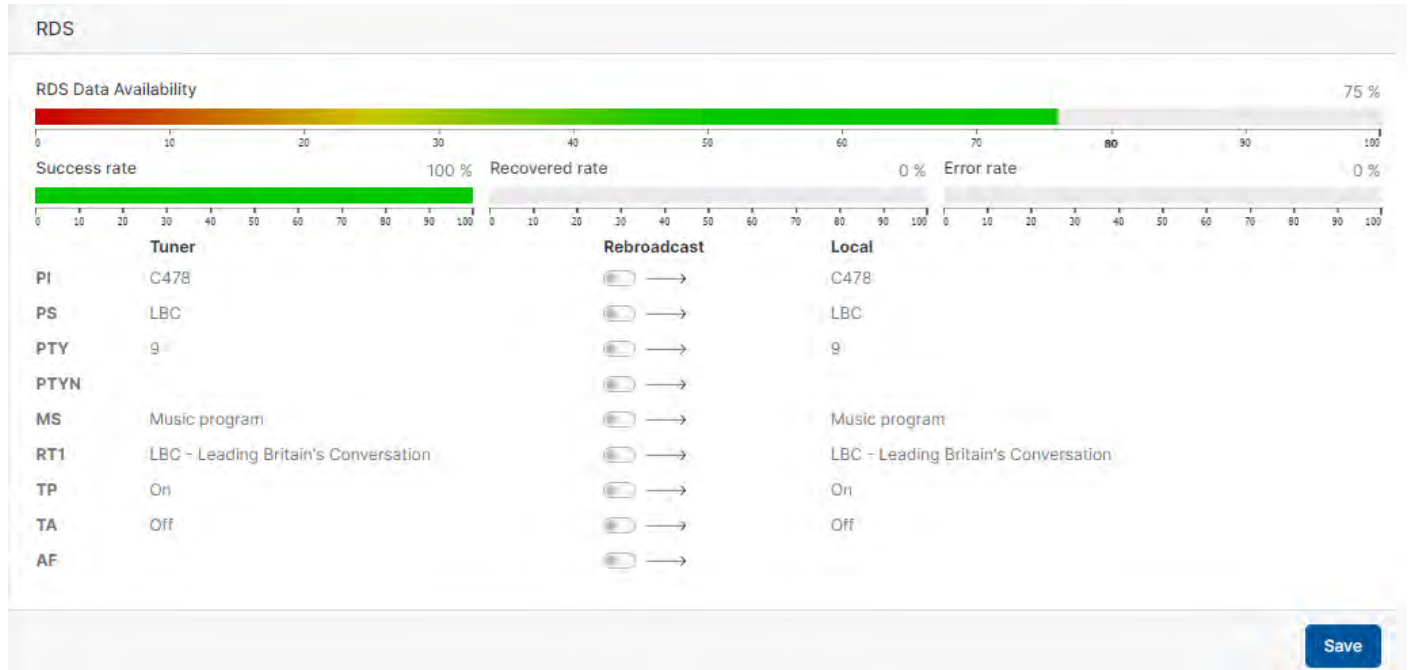 RDS
RDS Data Availability 75 %
0 10 20 30 40 50 60 70 80 90 100
Success rate 100 % Recovered rate 0 % Error rate 0 %
0 10 20 30 40 50 60 70 80 90 100 0 10 20 30 40 50 60 70 80 90 100 0 10 20 30 40 50 60 70 80 90 100
Tuner Rebroadcast Local
PI C478 C478
PS LBC LBC
PTY 9 9
PTYN
MS Music program Music program
RT1 LBC - Leading Britain's Conversation LBC - Leading Britain's Conversation
TP On On
TA Off Off
AF
Save